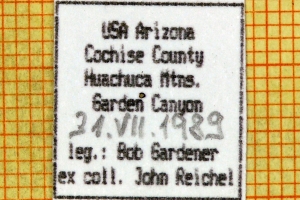 USA Arizona
Cochise County
Huachuca Mtns.
Garden Canyon
21.VII.1989
leg.: Bob Gardener
ex coll. John Reichel